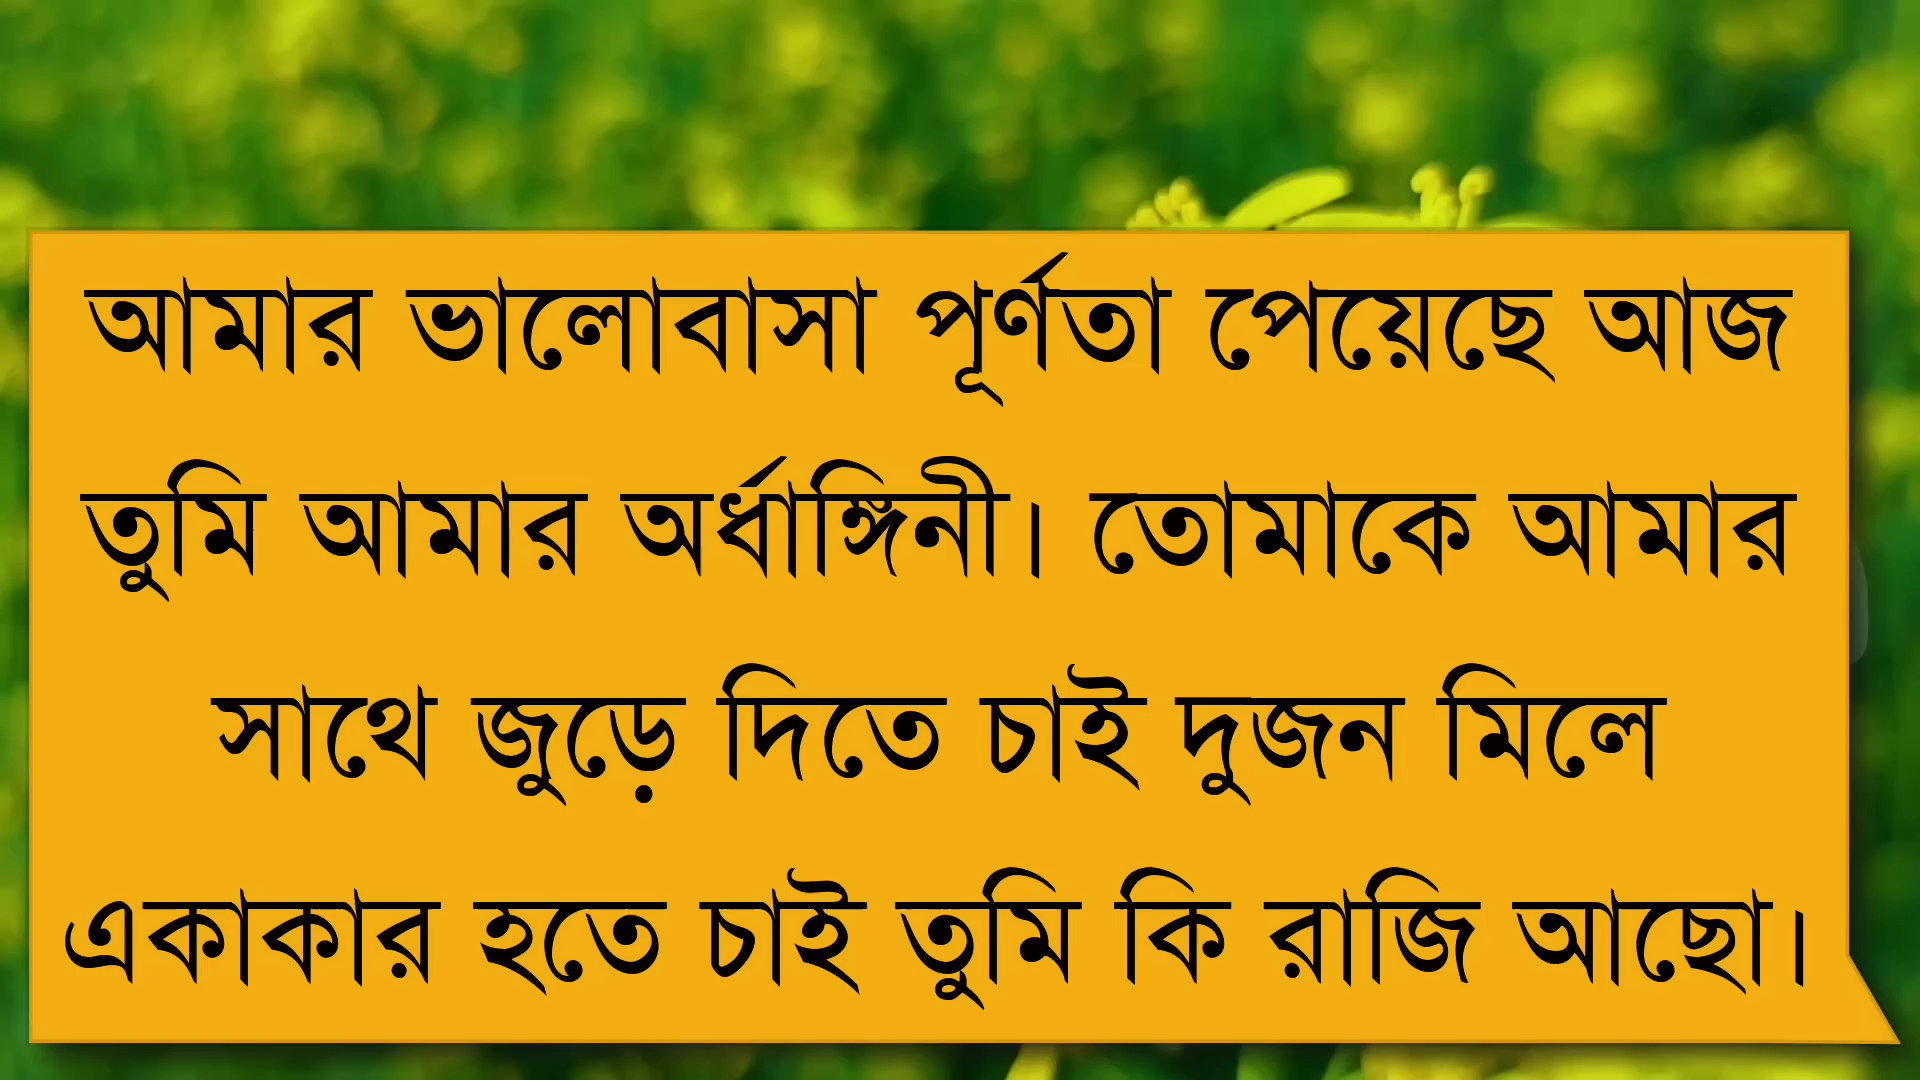 আমার ভালোবাসা পূর্ণতা পেয়েছে আজ
তুমি আমার অর্ধাঙ্গিনী। তোমাকে আমার
সাথে জুড়ে দিতে চাই দুজন মিলে
একাকার হতে চাই তুমি কি রাজি আছো।